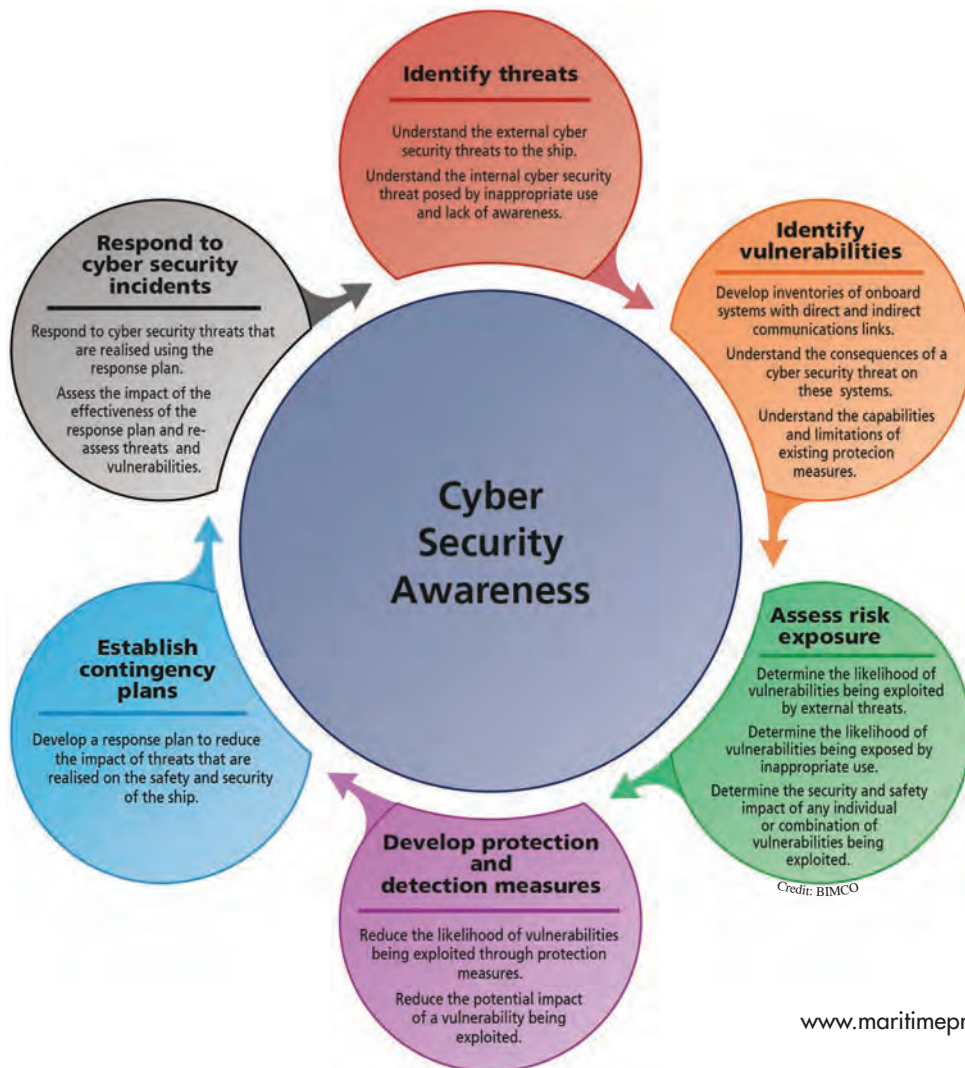 Identify threats
Understand the external cyber
security threats to the ship.
Understand the internal cyber security
threat posed by inappropriate use
and lack of awareness.
Identify
vulnerabilities
Develop inventories of onboard
systems with direct and indirect
communications links.
Understand the consequences of a
cyber security threat on
these systems.
Understand the capabilities
and limitations of
existing protecion
measures.
Assess risk
exposure
Determine the likelihood of
vulnerabilities being exploited
by external threats.
Determine the likelihood of
vulnerabilities being exposed by
inappropriate use.
Determine the security and safety
impact of any individual
or combination of
vulnerabilities being
exploited.
Credit: BIMCO
Develop protection
and
detection measures
Reduce the likelihood of vulnerabilities
being exploited through protection
measures.
Reduce the potential impact
of a vulnerability being
exploited.
Establish
contingency
plans
Develop a response plan to reduce
the impact of threats that are
realised on the safety and security
of the ship.
Respond to
cyber security
incidents
Respond to cyber security threats that
are realised using the
response plan.
Assess the impact of the
effectiveness of the
response plan and re-
assess threats and
vulnerabilities.
Cyber
Security
Awareness
www.maritimepr